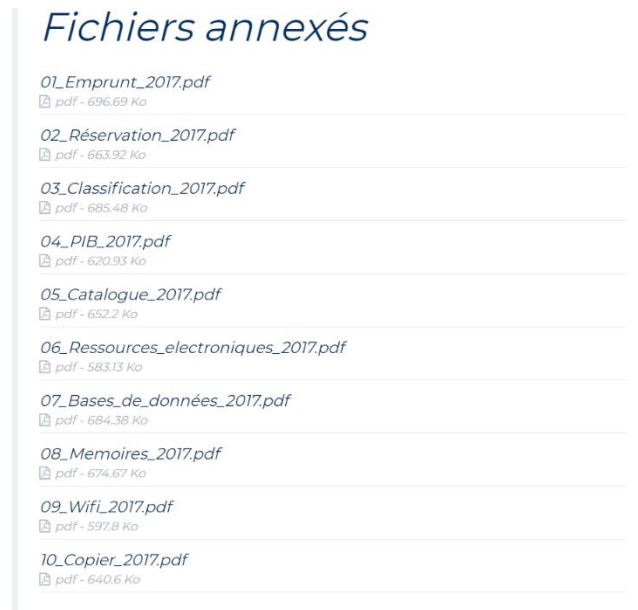 Fichiers annexés
01_Emprunt_2017.pdf
pdf - 696.69 Ko
02_Réservation_2017.pdf
pdf - 663.92 Ko
03_Classification_2017.pdf
pdf - 685.48 Ko
04_PIB_2017.pdf
pdf - 620.93 Ko
05_Catalogue_2017.pdf
pdf - 652.2 Ko
06_Ressources_electroniques_2017.pdf
pdf - 583.13 Ko
07_Bases_de_données_2017.pdf
pdf - 684.38 Ko
08_Memoires_2017.pdf
pdf - 674.67 Ko
09_Wifi_2017.pdf
pdf - 597.8 Ko
10_Copier_2017.pdf
pdf - 640.6 Ko